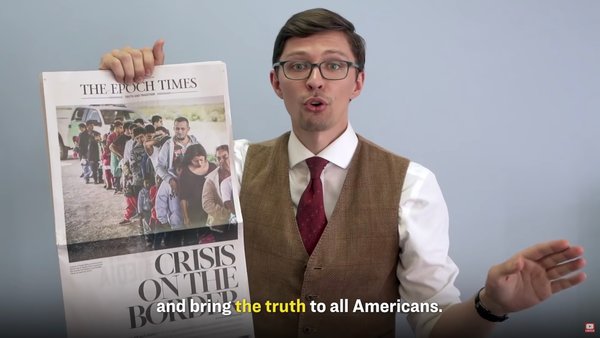 THE EPOCH TIMES
CRISIS
ON THE
BORDER
and bring the truth to all Americans.